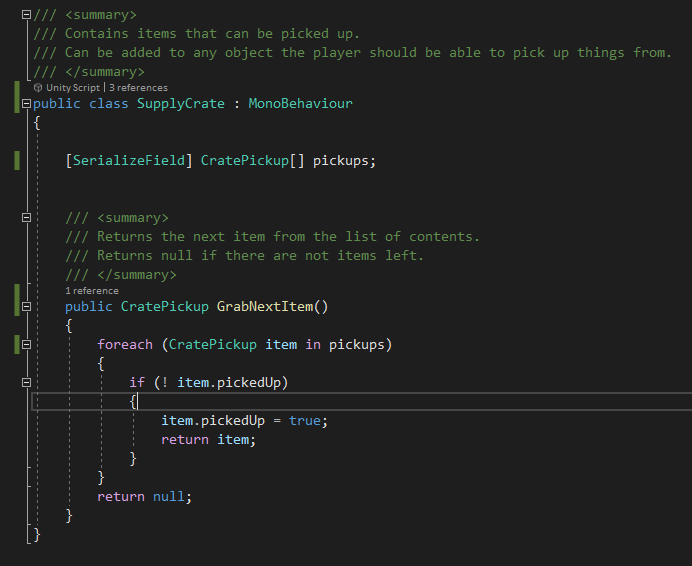 /// <summary>
/// Contains items that can be picked up.
/// Can be added to any object the player should be able to pick up things from.
/// </summary>
Unity Script | 3 references
public class SupplyCrate : MonoBehaviour
{
[SerializeField] CratePickup[] pickups;
/// <summary>
/// Returns the next item from the list of contents.
/// Returns null if there are not items left.
/// </summary>
1 reference
public CratePickup GrabNextItem()
{
foreach (CratePickup item in pickups)
{
if (! item.pickedUp)
{
item.pickedUp = true;
return item;
}
}
return null;
}
}